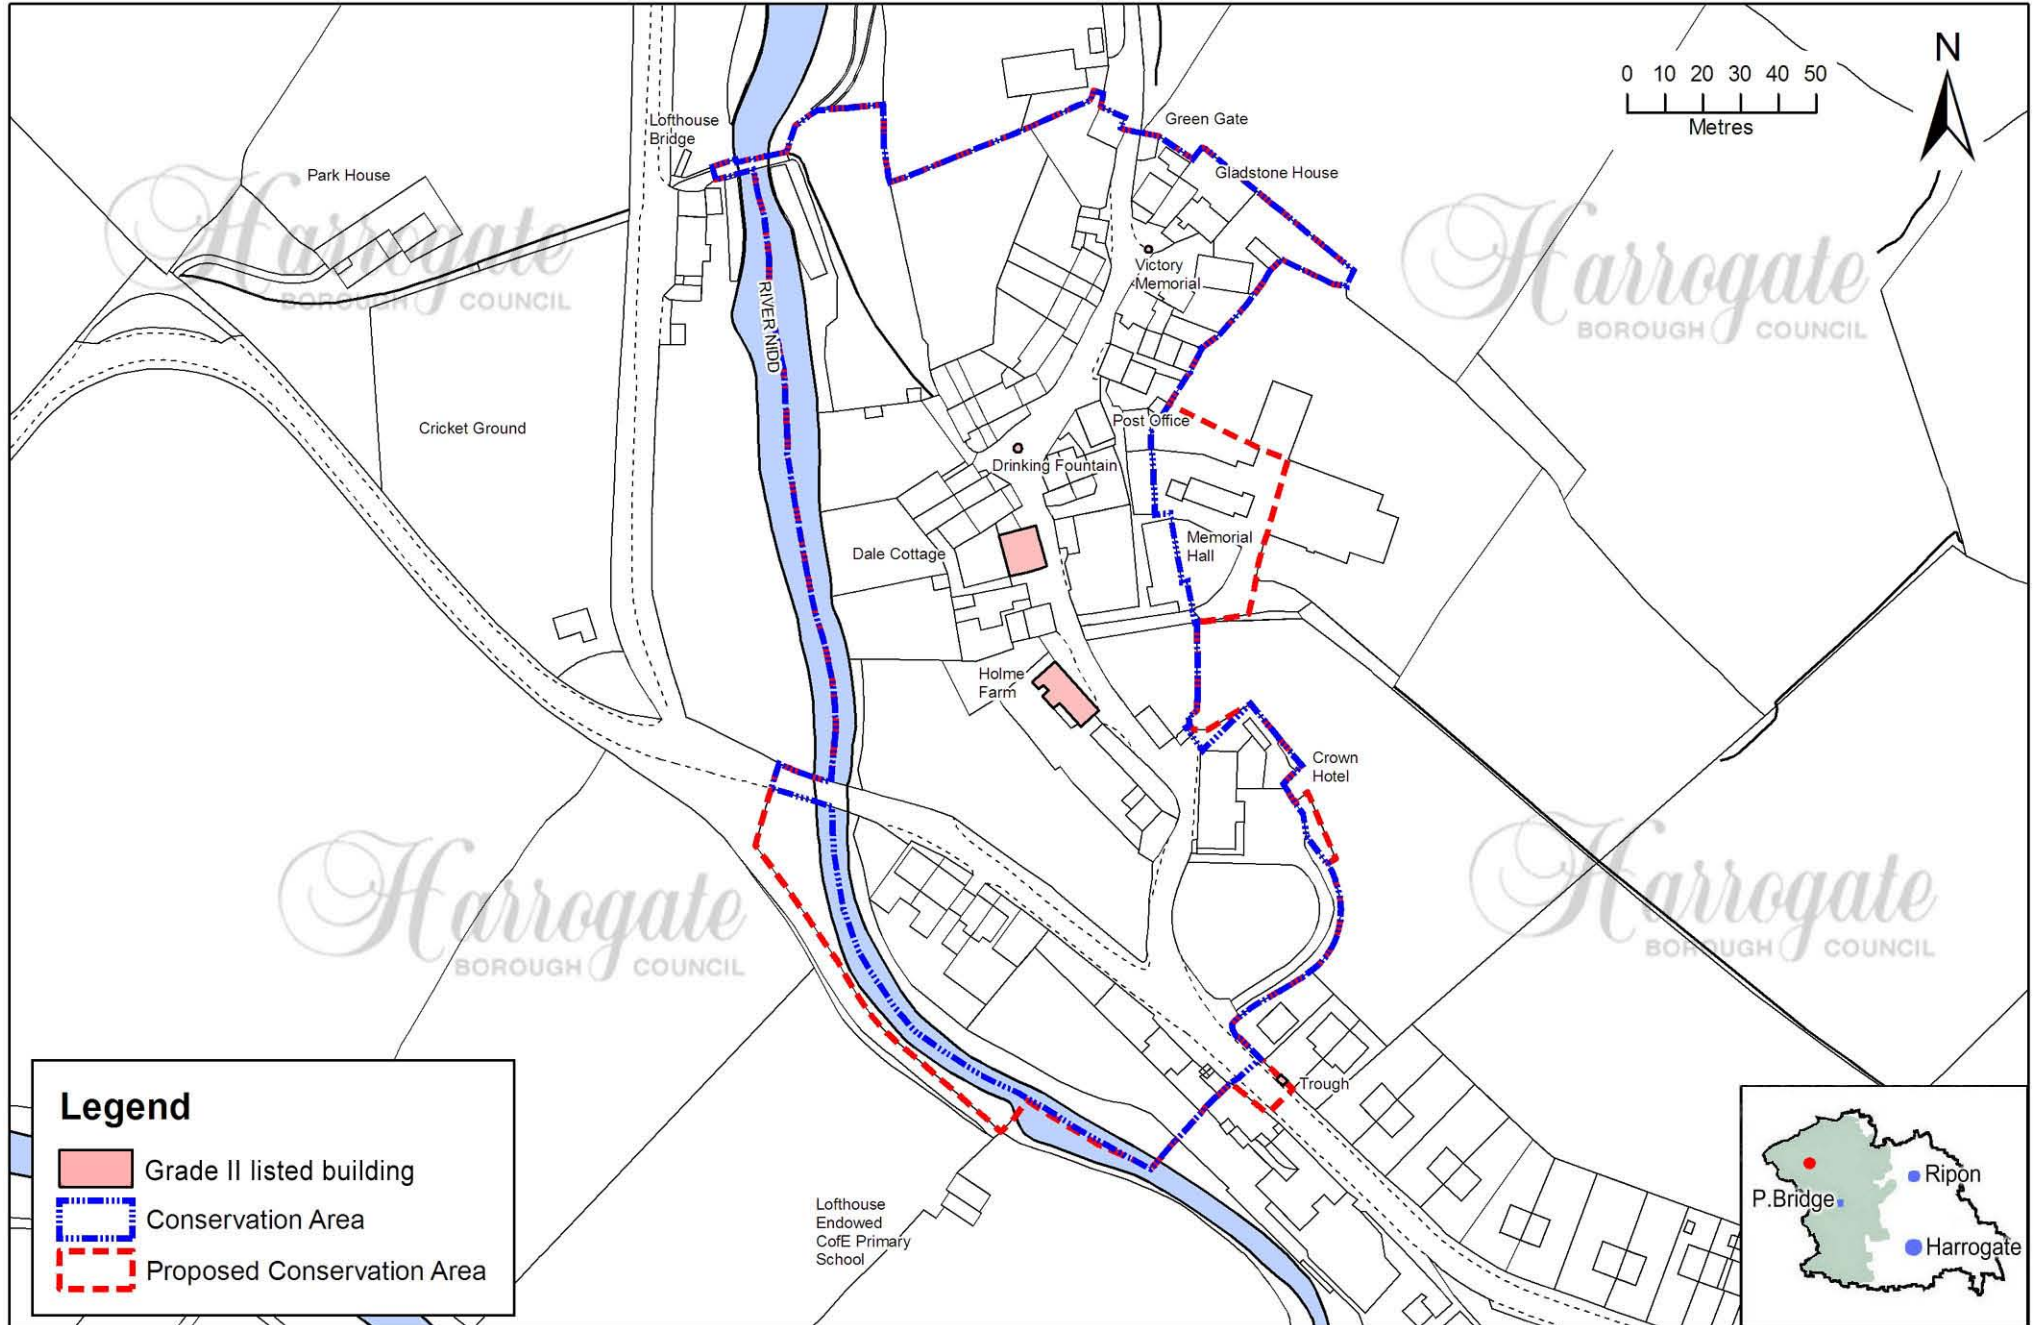 N
0 10 20 30 40 50
Metres
Lofthouse
Bridge
Green Gate
Park House
Gladstone House
Harrogate
BOROUGH COUNCIL
Harrogate
BOROUGH COUNCIL
Victory
Memorial
RIVER NIDD
Cricket Ground
Post Office
Drinking Fountain
Dale Cottage
Memorial
Hall
Holme
Farm
Crown
Hotel
Harrogate
BOROUGH COUNCIL
Harrogate
BOROUGH COUNCIL
Trough
Lofthouse
Endowed
CofE Primary
School
Legend
Grade II listed building
Conservation Area
Proposed Conservation Area
Ripon
P.Bridge
Harrogate